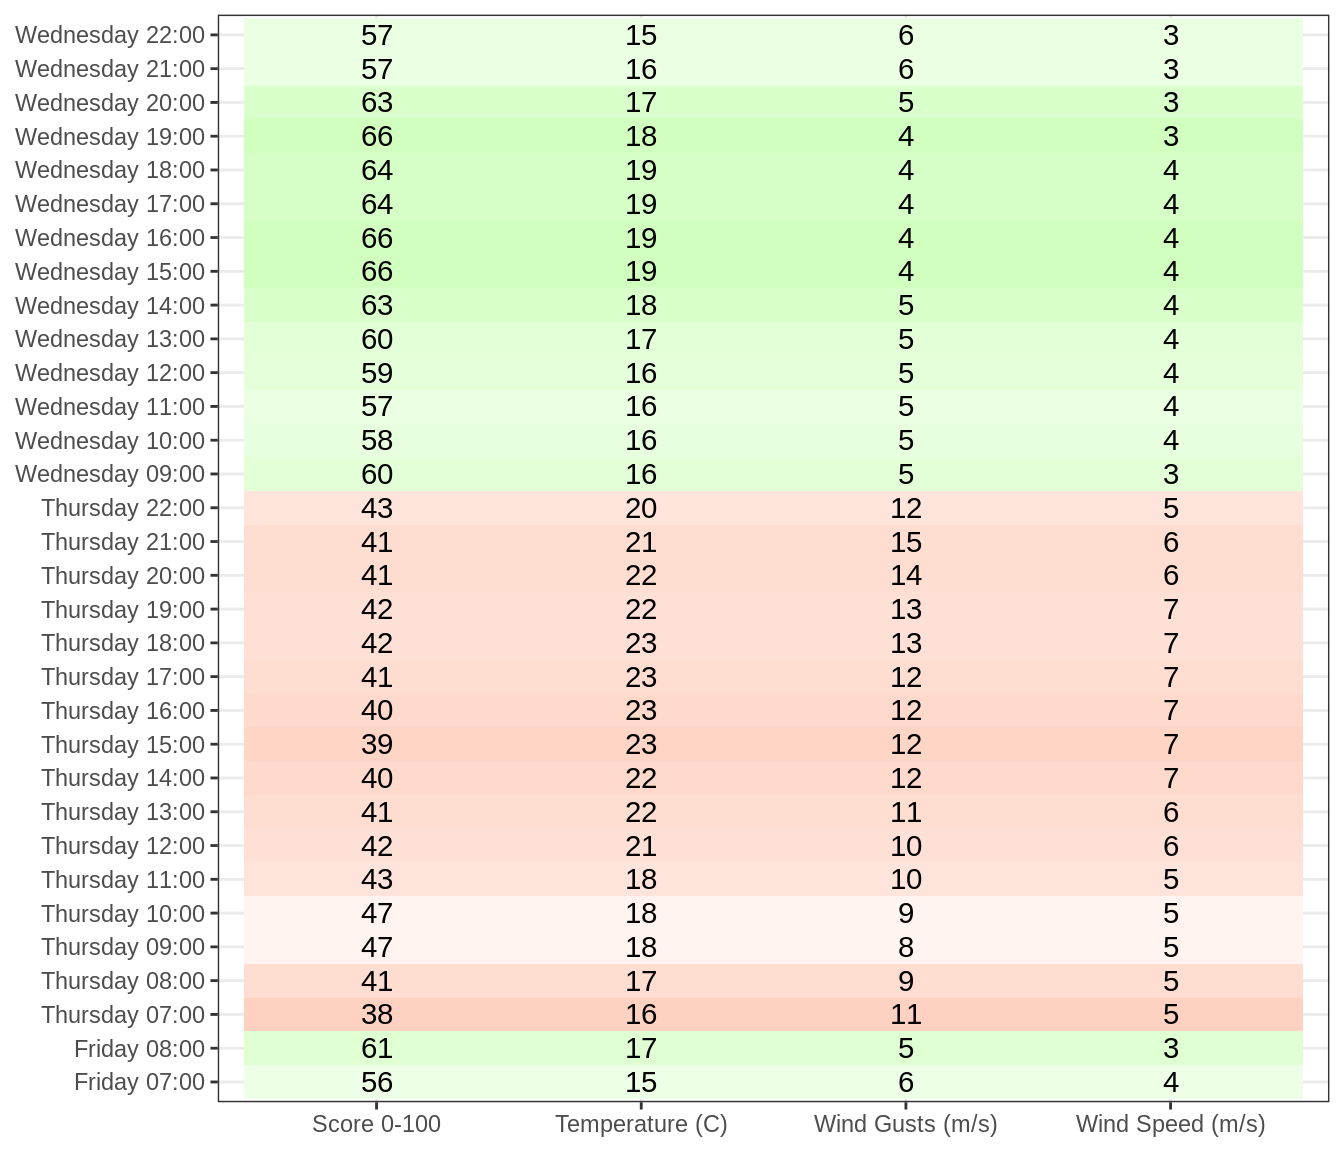 Wednesday 22:00 57 15 6 3
Wednesday 21:00 57 16 6 3
Wednesday 20:00 63 17 5 3
Wednesday 19:00 66 18 4 3
Wednesday 18:00 64 19 4 4
Wednesday 17:00 64 19 4 4
Wednesday 16:00 66 19 4 4
Wednesday 15:00 66 19 4 4
Wednesday 14:00 63 18 5 4
Wednesday 13:00 60 17 5 4
Wednesday 12:00 59 16 5 4
Wednesday 11:00 57 16 5 4
Wednesday 10:00 58 16 5 4
Wednesday 09:00 60 16 5 3
Thursday 22:00 43 20 12 5
Thursday 21:00 41 21 15 6
Thursday 20:00 41 22 14 6
Thursday 19:00 42 22 13 7
Thursday 18:00 42 23 13 7
Thursday 17:00 41 23 12 7
Thursday 16:00 40 23 12 7
Thursday 15:00 39 23 12 7
Thursday 14:00 40 22 12 7
Thursday 13:00 41 22 11 6
Thursday 12:00 42 21 10 6
Thursday 11:00 43 18 10 5
Thursday 10:00 47 18 9 5
Thursday 09:00 47 18 8 5
Thursday 08:00 41 17 9 5
Thursday 07:00 38 16 11 5
Friday 08:00 61 17 5 3
Friday 07:00 56 15 6 4
Score 0-100 Temperature (C) Wind Gusts (m/s) Wind Speed (m/s)